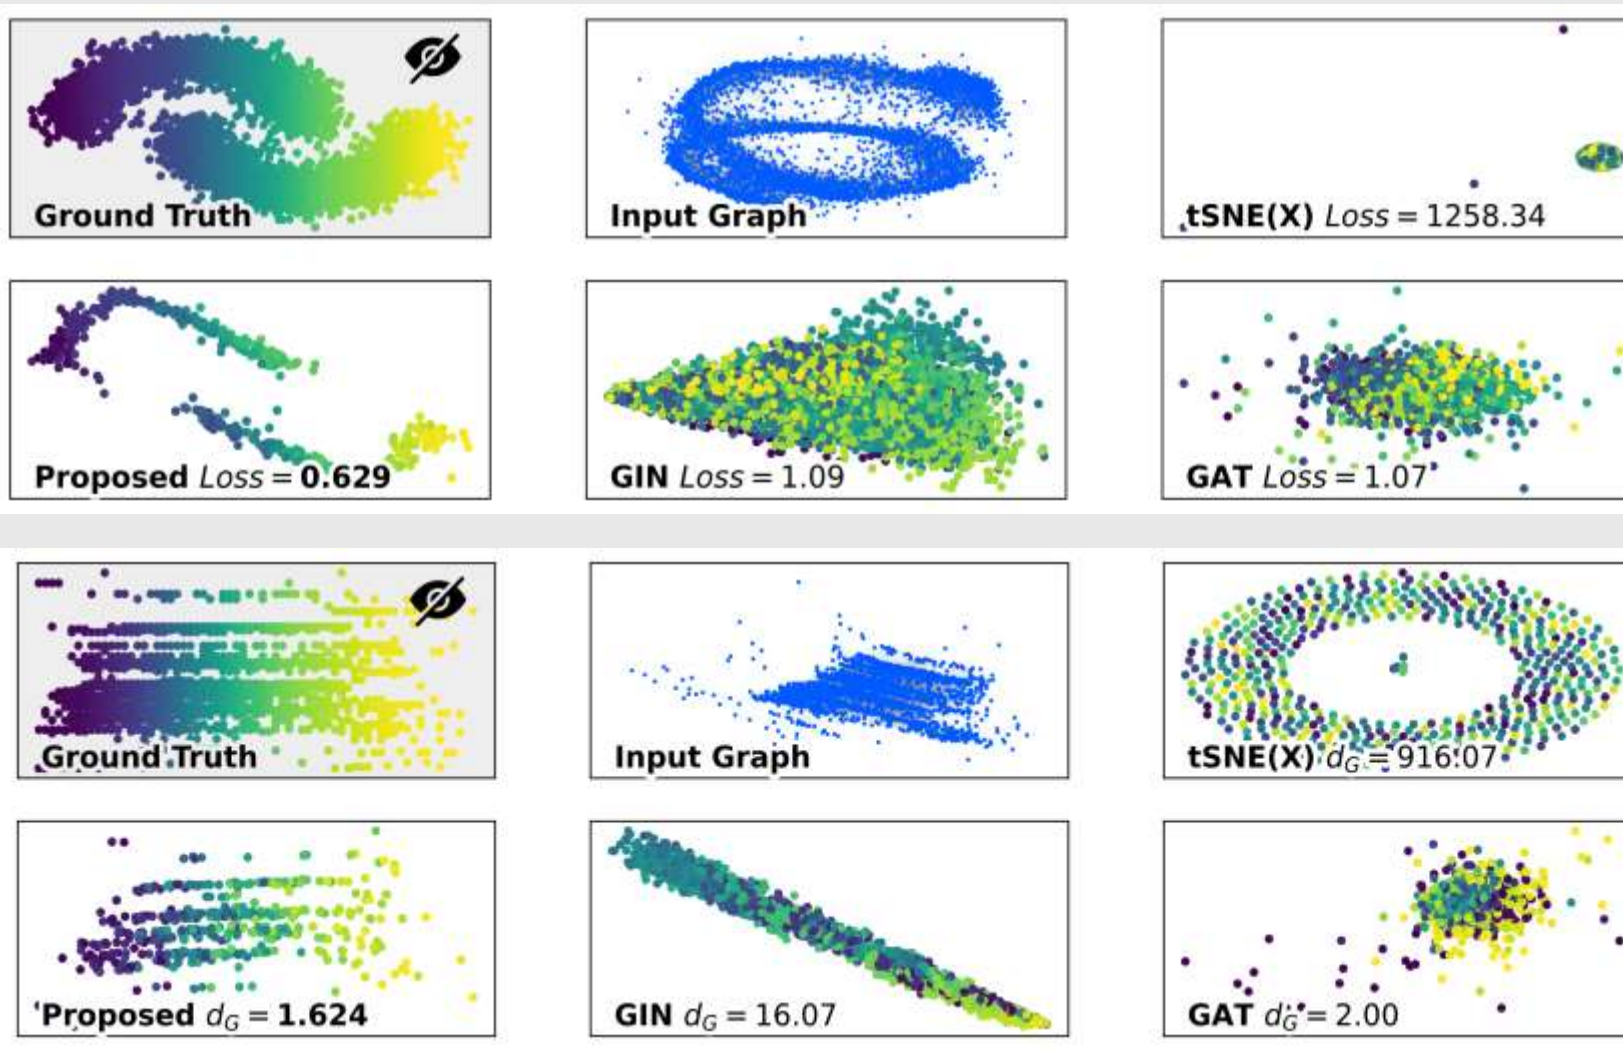 Ground Truth
Input Graph
tSNE(X) Loss = 1258.34
Proposed Loss = 0.629
GIN Loss = 1.09
GAT Loss = 1.07
Ground Truth
Input Graph
tSNE(X) d_G = 916.07
Proposed d_G = 1.624
GIN d_G = 16.07
GAT d_G = 2.00